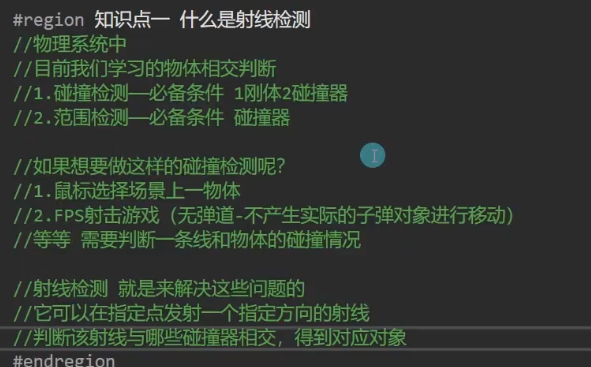 #region 知识点一 什么是射线检测
//物理系统中
//目前我们学习的物体相交判断
//1.碰撞检测—必备条件 1刚体2碰撞器
//2.范围检测—必备条件 碰撞器
//如果想要做这样的碰撞检测呢?
//1.鼠标选择场景上一物体
//2.FPS射击游戏（无弹道-不产生实际的子弹对象进行移动）
//等等 需要判断一条线和物体的碰撞情况
//射线检测 就是来解决这些问题的
//它可以在指定点发射一个指定方向的射线
//判断该射线与哪些碰撞器相交，得到对应对象
#endregion